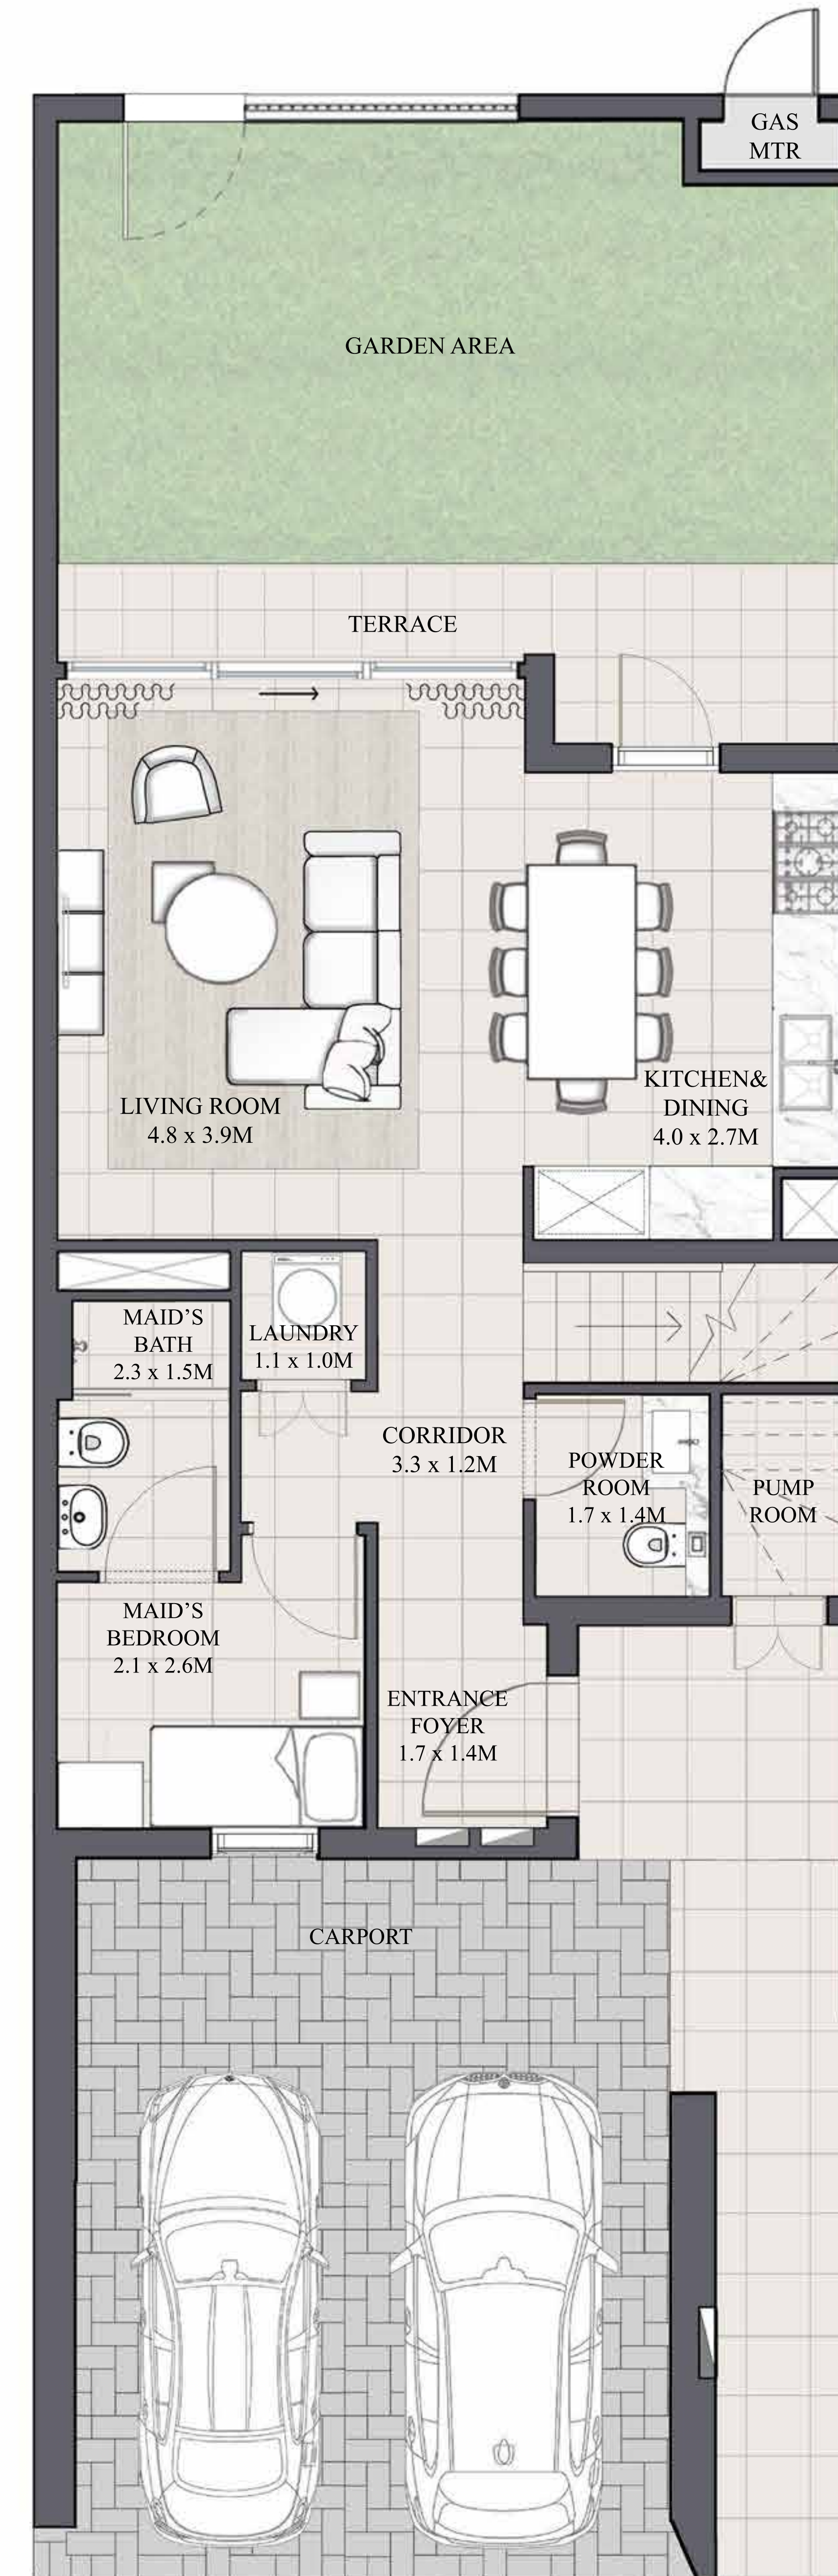 GAS
MTR
GARDEN AREA
TERRACE
KITCHEN&
DINING
4.0 x 2.7M
LIVING ROOM
4.8 x 3.9M
MAID'S
BATH
2.3 x 1.5M
LAUNDRY
1.1 x 1.0M
CORRIDOR
3.3 x 1.2M
POWDER
ROOM
1.7 x 1.4M
PUMP
ROOM
MAID'S
BEDROOM
2.1 x 2.6M
ENTRANCE
FOYER
1.7 x 1.4M
CARPORT